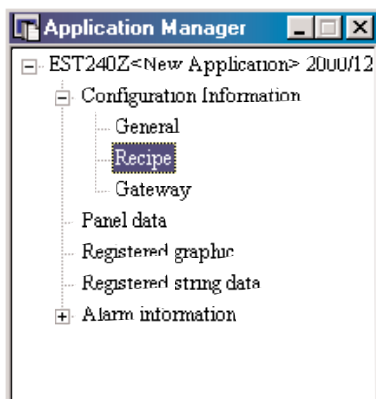 Application Manager
EST240Z<New Application> 2000/12
Configuration Information
General
Recipe
Gateway
Panel data
Registered graphic
Registered string data
Alarm information